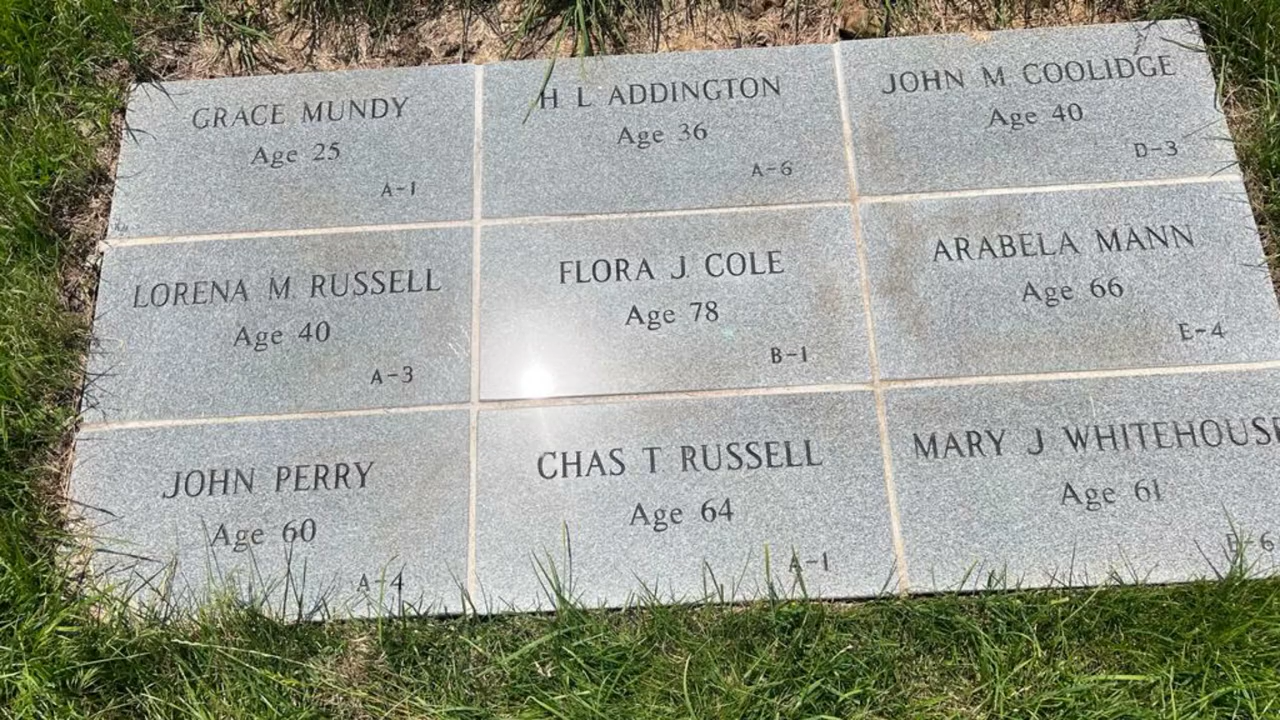 GRACE MUNDY
Age 25
A-1
H L ADDINGTON
Age 36
A-6
JOHN M. COOLIDGE
Age 40
D-3
LORENA M. RUSSELL
Age 40
A-3
FLORA J. COLE
Age 78
B-1
ARABELA MANN
Age 66
E-4
JOHN PERRY
Age 60
A-4
CHAS T RUSSELL
Age 64
A-1
MARY J WHITEHOUSE
Age 61